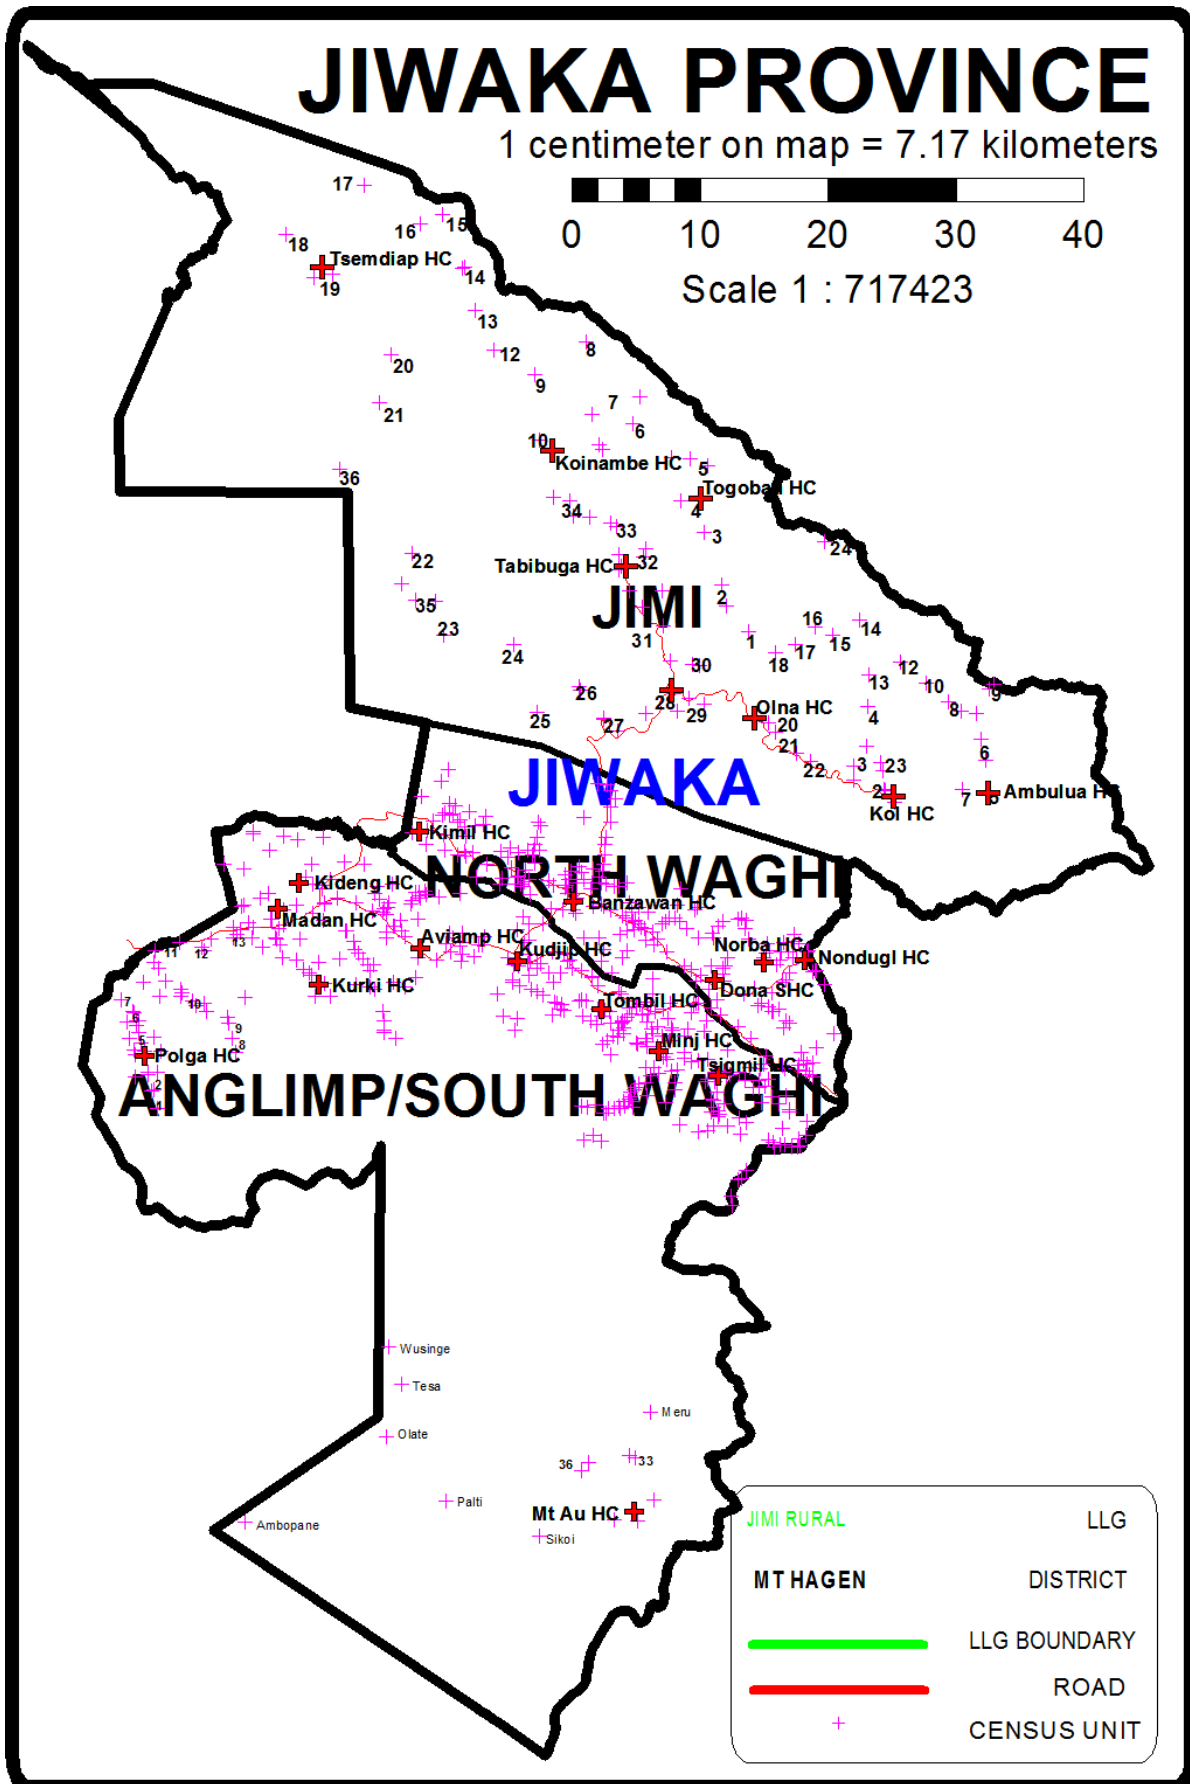 JIWAKA PROVINCE
1 centimeter on map = 7.17 kilometers
0 10 20 30 40
Scale 1 : 717423
17
16
15
18
Tsemdiap HC
19
14
13
12
8
20
9
21
7
6
10
Koinambe HC
5
36
Togoban HC
34
4
33
3
24
22
Tabibuga HC
32
35
2
JIMI
23
31
1
16
14
15
17
24
18
30
12
13
10
9
26
28
29
25
27
Olna HC
20
4
8
21
22
3
23
6
JIWAKA
2
Kol HC
7
Ambulua HC
Kimil HC
NORTH WAGHI
Kideng HC
Banzawan HC
Madan HC
Aviamp HC
Kudjip HC
Norba HC
Nondugl HC
11
12
13
Kurki HC
Dona SHC
7
10
Tombil HC
6
9
5
8
Minj HC
Polga HC
Tsigmil HC
2
1
ANGLIMP/SOUTH WAGHI
Wusinge
Tesa
Meru
Olate
36
33
Palti
Mt Au HC
Ambopane
Sikoi
JIMI RURAL LLG
MT HAGEN DISTRICT
LLG BOUNDARY
ROAD
CENSUS UNIT